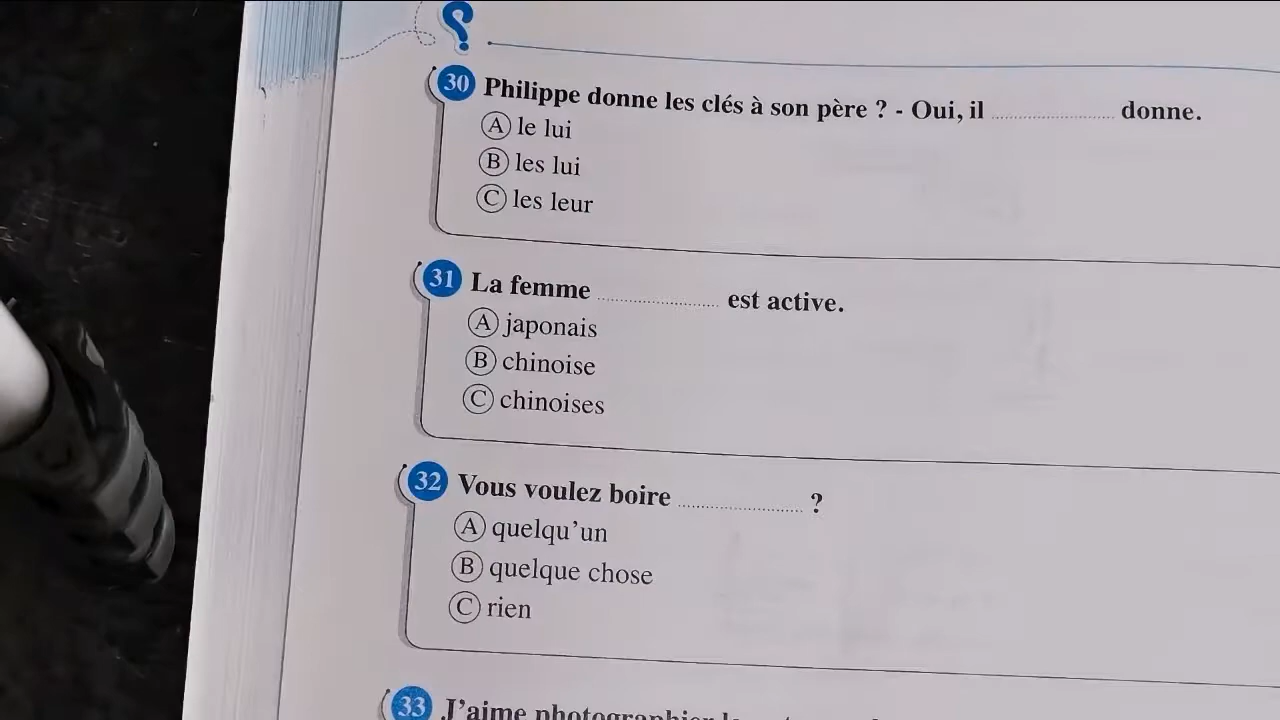 ?
30 Philippe donne les clés à son père ? - Oui, il .................... donne.
A le lui
B les lui
C les leur
31 La femme .................... est active.
A japonais
B chinoise
C chinoises
32 Vous voulez boire .................... ?
A quelqu'un
B quelque chose
C rien
33 J'aime photographier